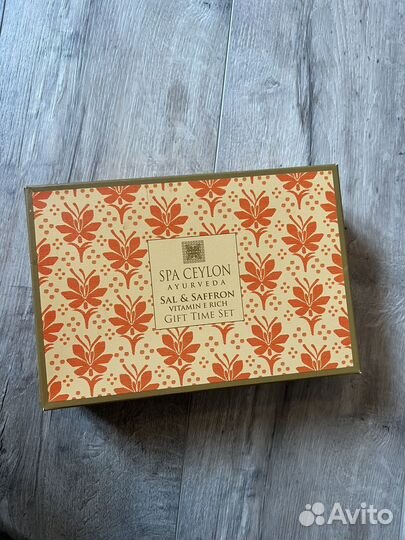 SPA CEYLON
AYURVEDA
SAL & SAFFRON
VITAMIN E RICH
GIFT TIME SET
Avito